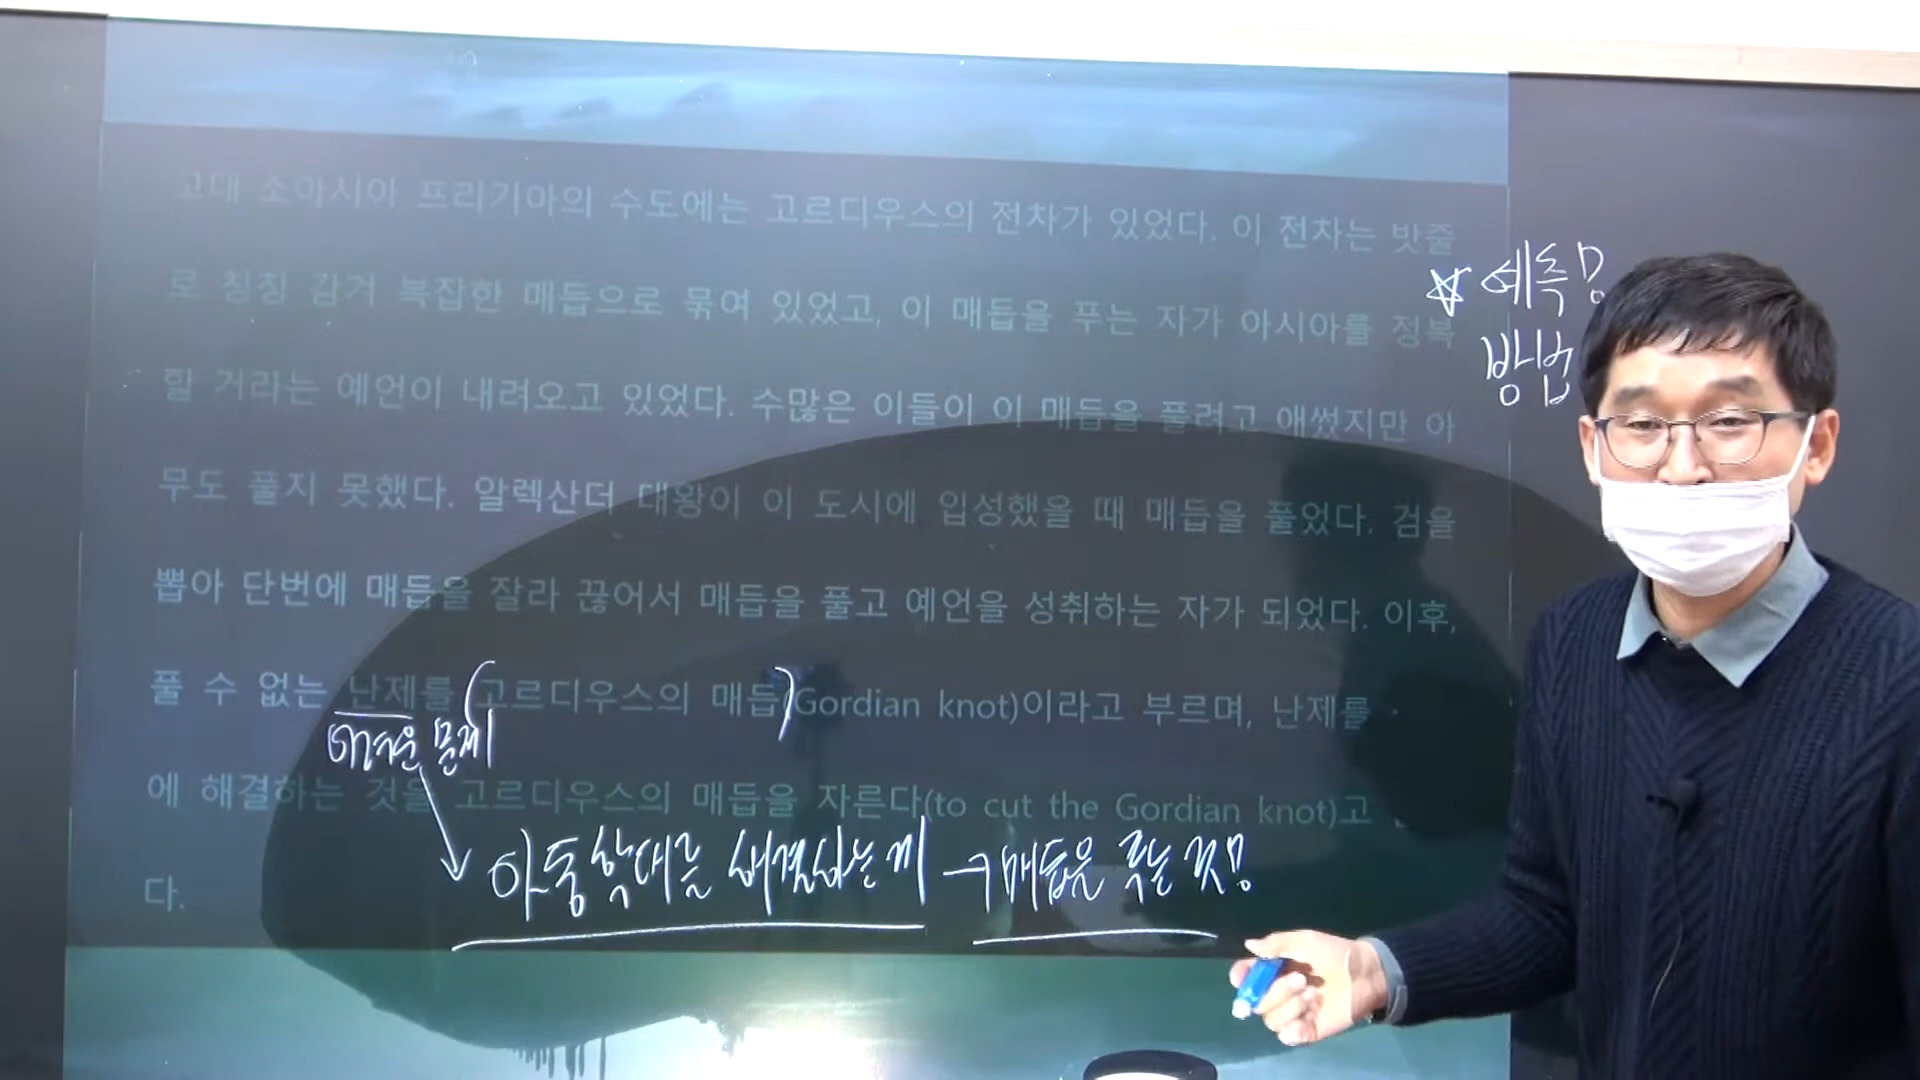 고대 소아시아 프리기아의 수도에는 고르디우스의 전차가 있었다. 이 전차는 밧줄
로 칭칭 감겨 복잡한 매듭으로 묶여 있었고, 이 매듭을 푸는 자가 아시아를 정복
할 거라는 예언이 내려오고 있었다. 수많은 이들이 이 매듭을 풀려고 애썼지만 아
무도 풀지 못했다. 알렉산더 대왕이 이 도시에 입성했을 때 매듭을 풀었다. 검을
뽑아 단번에 매듭을 잘라 끊어서 매듭을 풀고 예언을 성취하는 자가 되었다. 이후,
풀 수 없는 난제를 고르디우스의 매듭(Gordian knot)이라고 부르며, 난제를
에 해결하는 것을 고르디우스의 매듭을 자른다(to cut the Gordian knot)고
다.
어려운 문제
아동학대를 해결하는게 → 매듭을 푸는 것
예측
방법